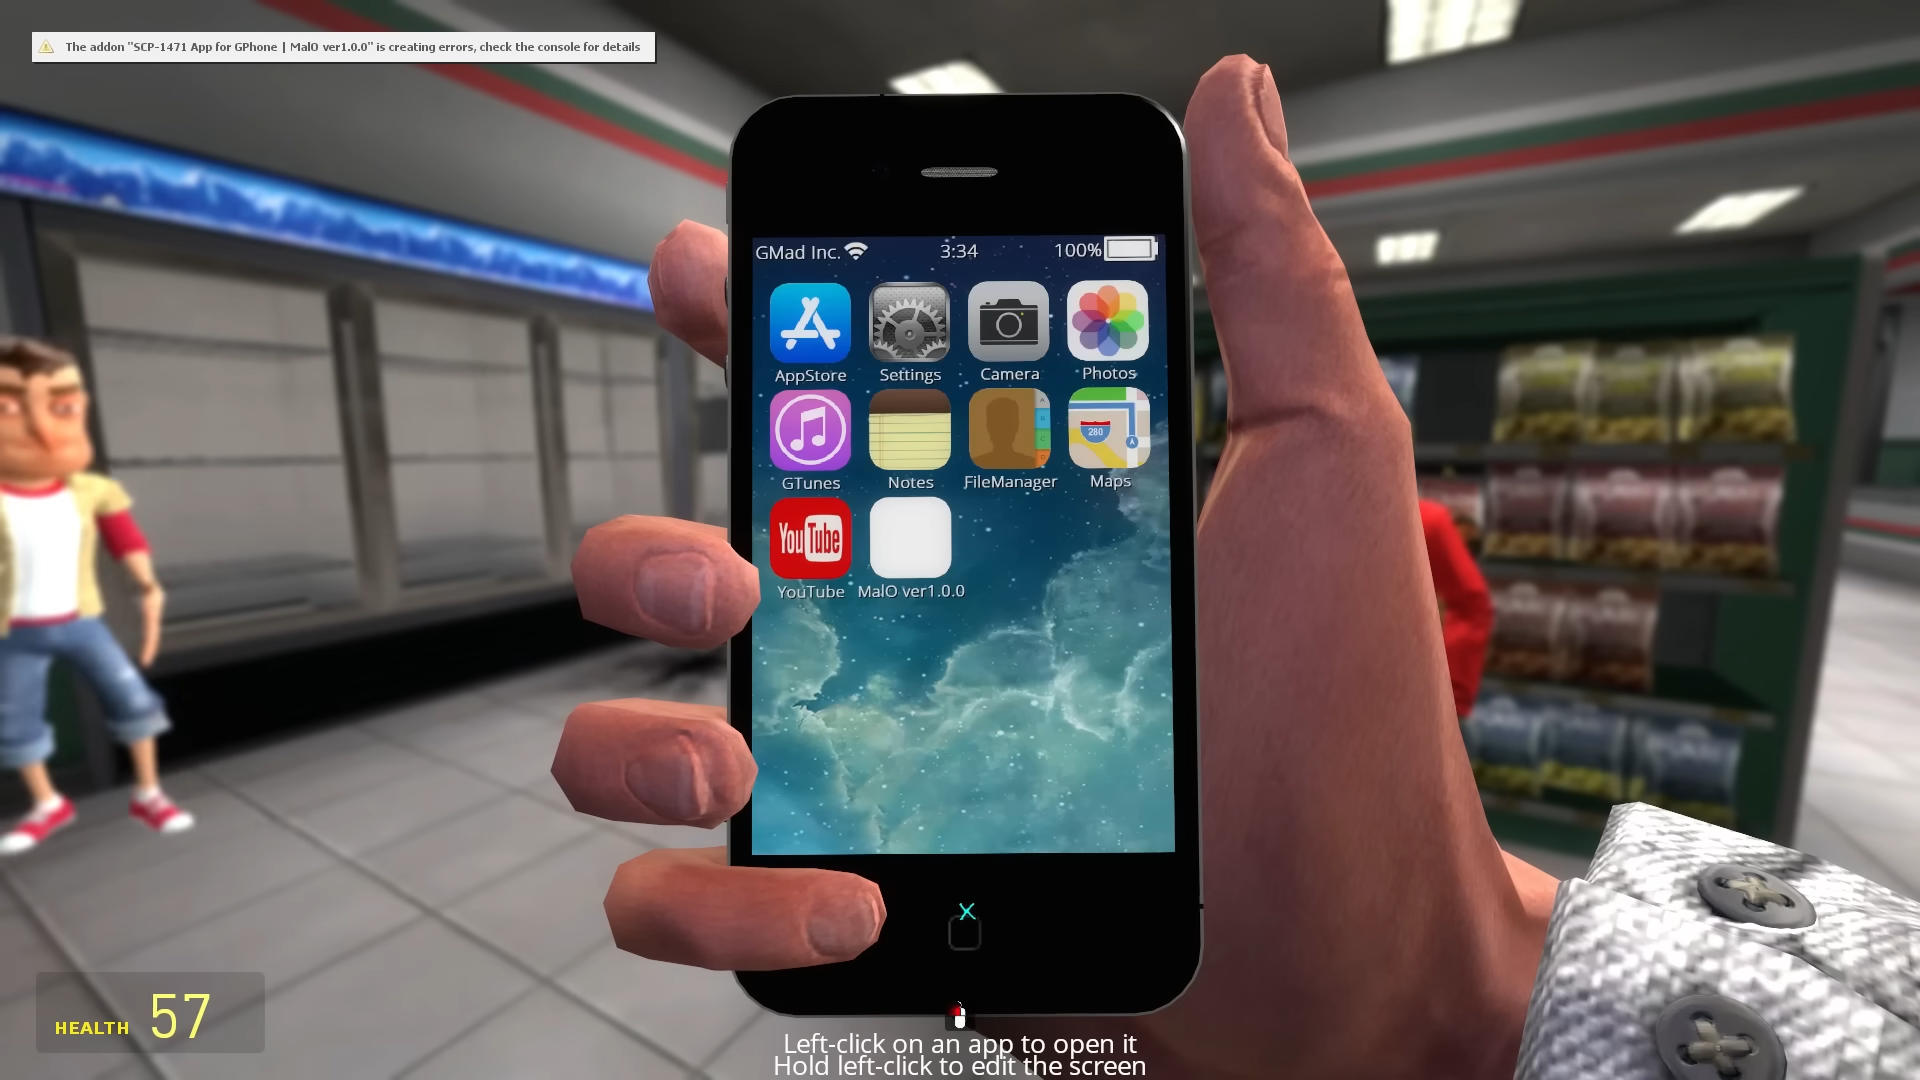 The addon "SCP-1471 App for GPhone | MalO ver1.0.0" is creating errors, check the console for details
GMad Inc. 3:34 100%
AppStore Settings Camera Photos
280
GTunes Notes FileManager Maps
YouTube
YouTube MalO ver1.0.0
HEALTH 57
Left-click on an app to open it
Hold left-click to edit the screen